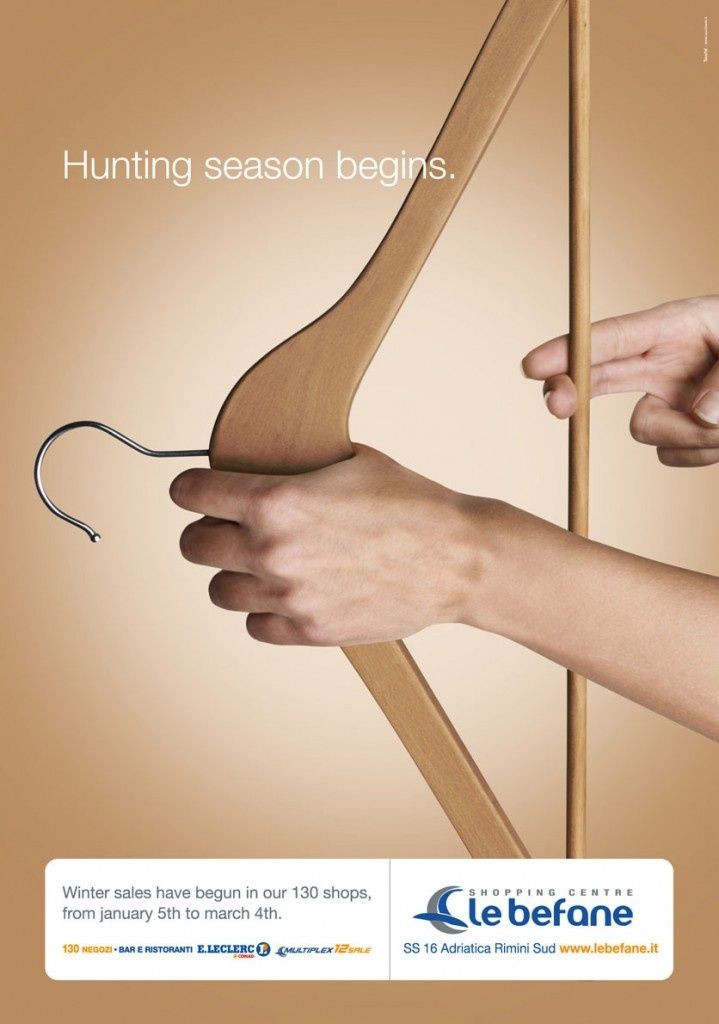 Hunting season begins.
Winter sales have begun in our 130 shops,
from january 5th to march 4th.
130 NEGOZI • BAR E RISTORANTI E.LECLERC L CONAD MULTIPLEX 12 SALE
SHOPPING CENTRE
le befane
SS 16 Adriatica Rimini Sud www.lebefane.it